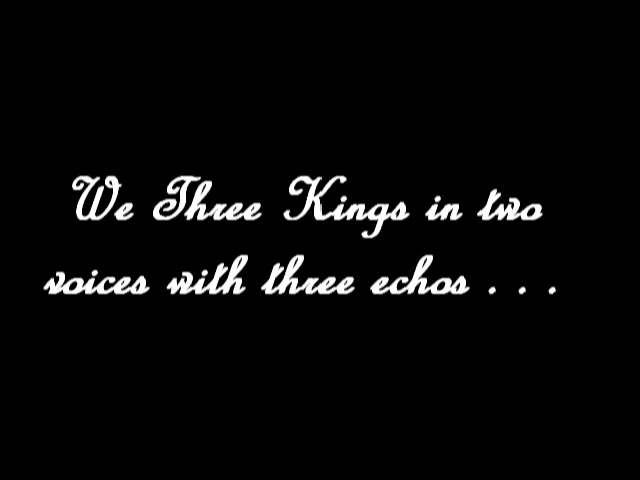 We Three Kings in two
voices with three echos . . .